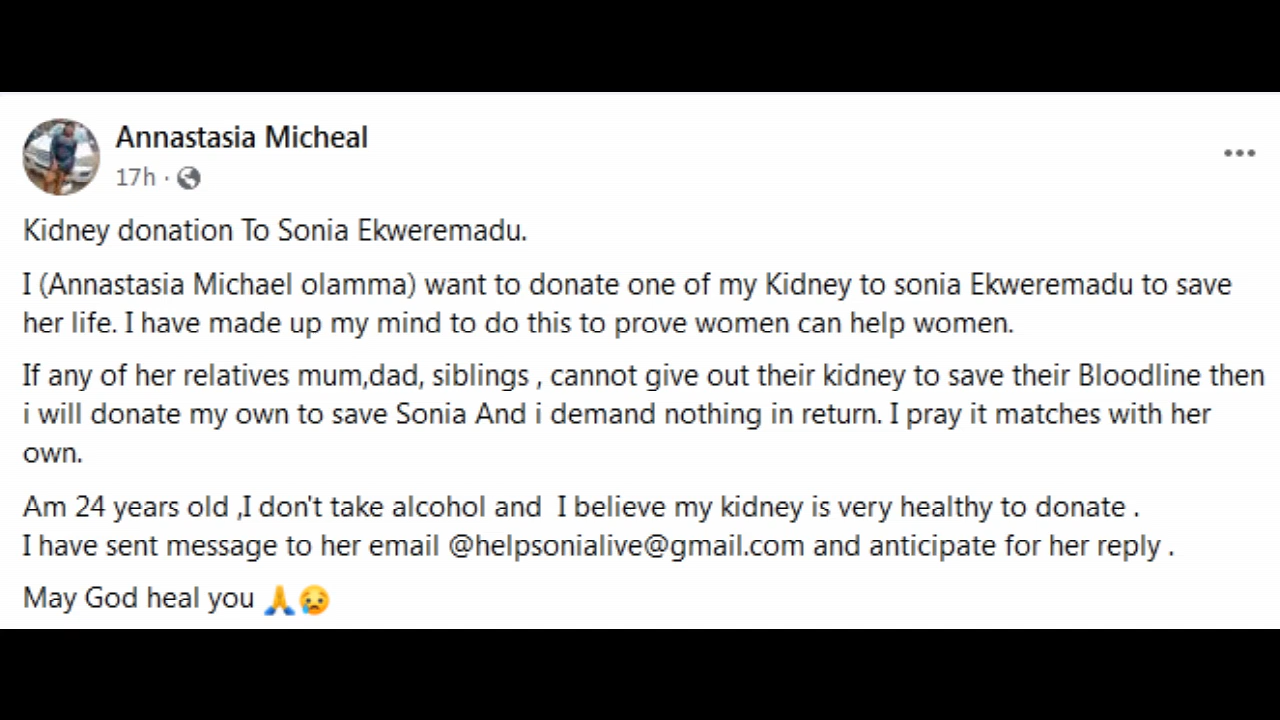 Annastasia Micheal
17h ·
Kidney donation To Sonia Ekweremadu.
I (Annastasia Michael olamma) want to donate one of my Kidney to sonia Ekweremadu to save
her life. I have made up my mind to do this to prove women can help women.
If any of her relatives mum,dad, siblings , cannot give out their kidney to save their Bloodline then
i will donate my own to save Sonia And i demand nothing in return. I pray it matches with her
own.
Am 24 years old ,I don't take alcohol and  I believe my kidney is very healthy to donate .
I have sent message to her email @helpsonialive@gmail.com and anticipate for her reply .
May God heal you 🙏😢